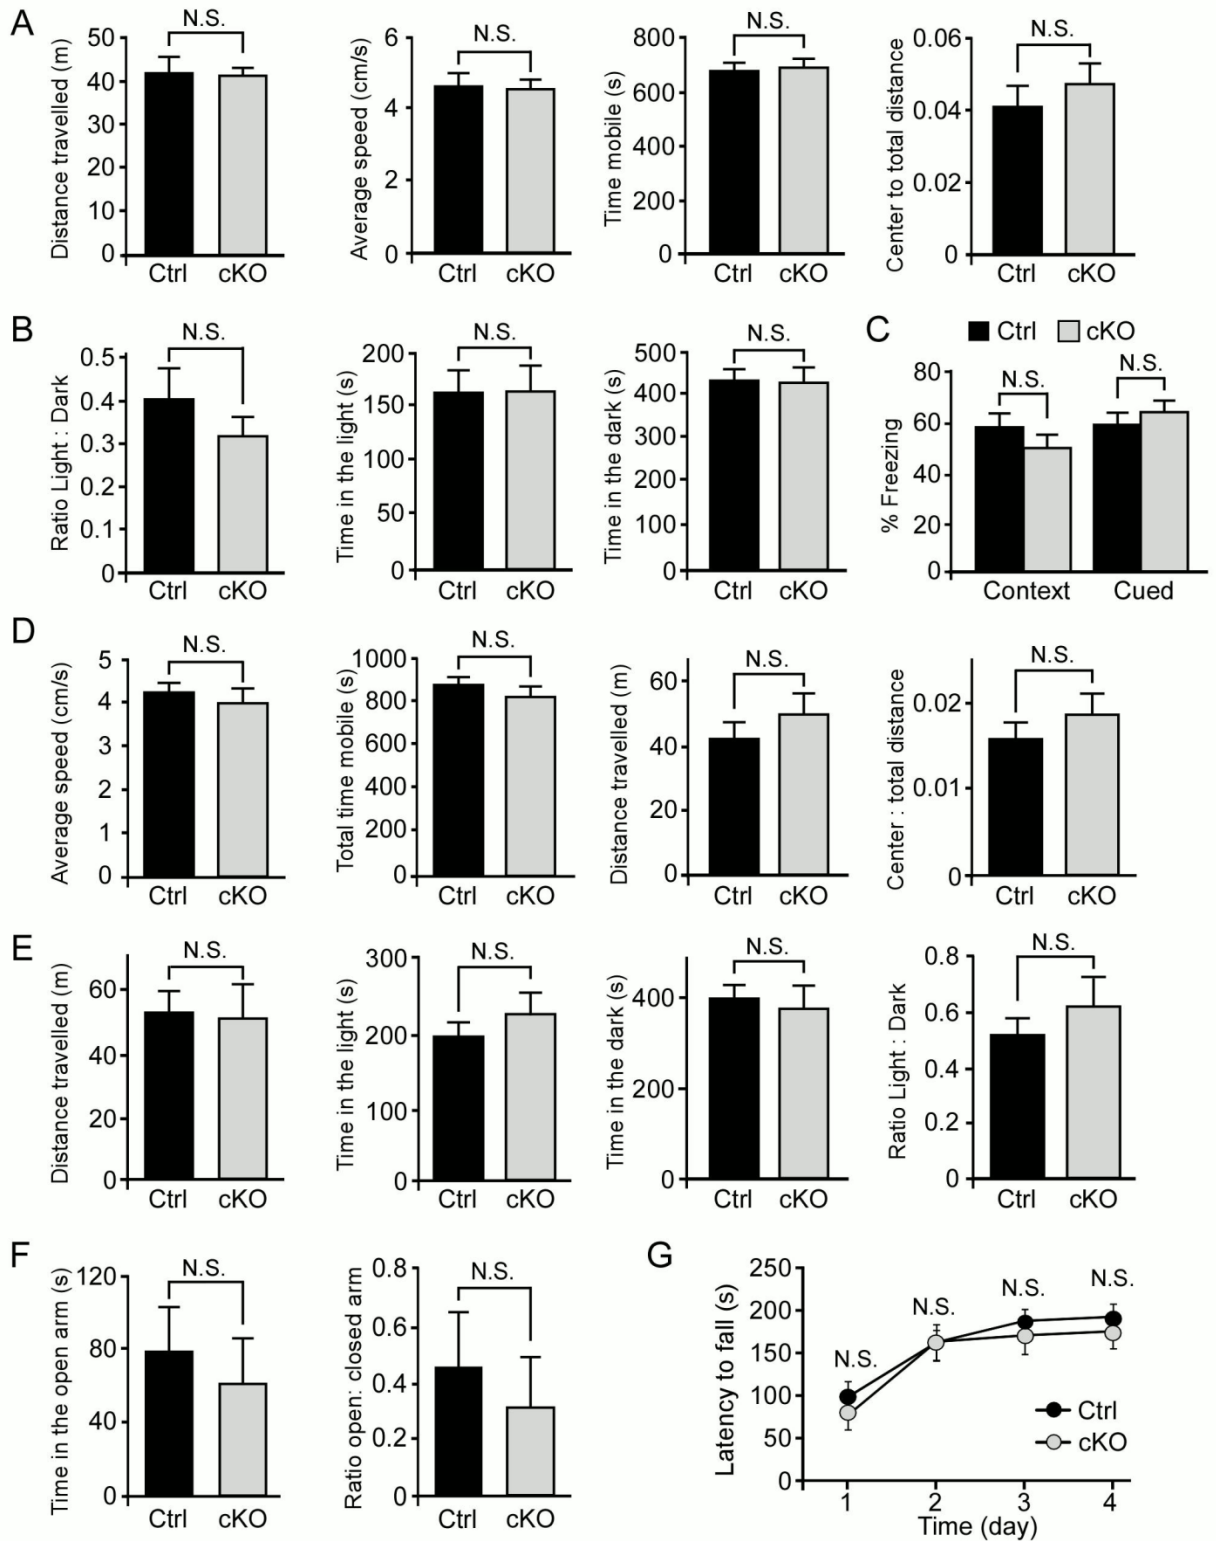 A
Distance travelled (m)
50
40
30
20
10
0
N.S.
Ctrl cKO
Average speed (cm/s)
6
4
2
0
N.S.
Ctrl cKO
Time mobile (s)
800
600
400
200
0
N.S.
Ctrl cKO
Center to total distance
0.06
0.04
0.02
0
N.S.
Ctrl cKO
B
Ratio Light : Dark
0.5
0.4
0.3
0.2
0.1
0
N.S.
Ctrl cKO
Time in the light (s)
200
150
100
50
0
N.S.
Ctrl cKO
Time in the dark (s)
500
400
300
200
100
0
N.S.
Ctrl cKO
C
Ctrl cKO
% Freezing
80
60
40
20
0
N.S.
N.S.
Context Cued
D
Average speed (cm/s)
5
4
3
2
1
0
N.S.
Ctrl cKO
Total time mobile (s)
1000
800
600
400
200
0
N.S.
Ctrl cKO
Distance travelled (m)
60
40
20
0
N.S.
Ctrl cKO
Center : total distance
0.02
0.01
0
N.S.
Ctrl cKO
E
Distance travelled (m)
60
40
20
0
N.S.
Ctrl cKO
Time in the light (s)
300
200
100
0
N.S.
Ctrl cKO
Time in the dark (s)
400
200
0
N.S.
Ctrl cKO
Ratio Light : Dark
0.8
0.6
0.4
0.2
0
N.S.
Ctrl cKO
F
Time in the open arm (s)
120
80
40
0
N.S.
Ctrl cKO
Ratio open: closed arm
0.8
0.6
0.4
0.2
0
N.S.
Ctrl cKO
G
Latency to fall (s)
250
200
150
100
50
0
N.S.
N.S.
N.S.
N.S.
Ctrl
cKO
1 2 3 4
Time (day)